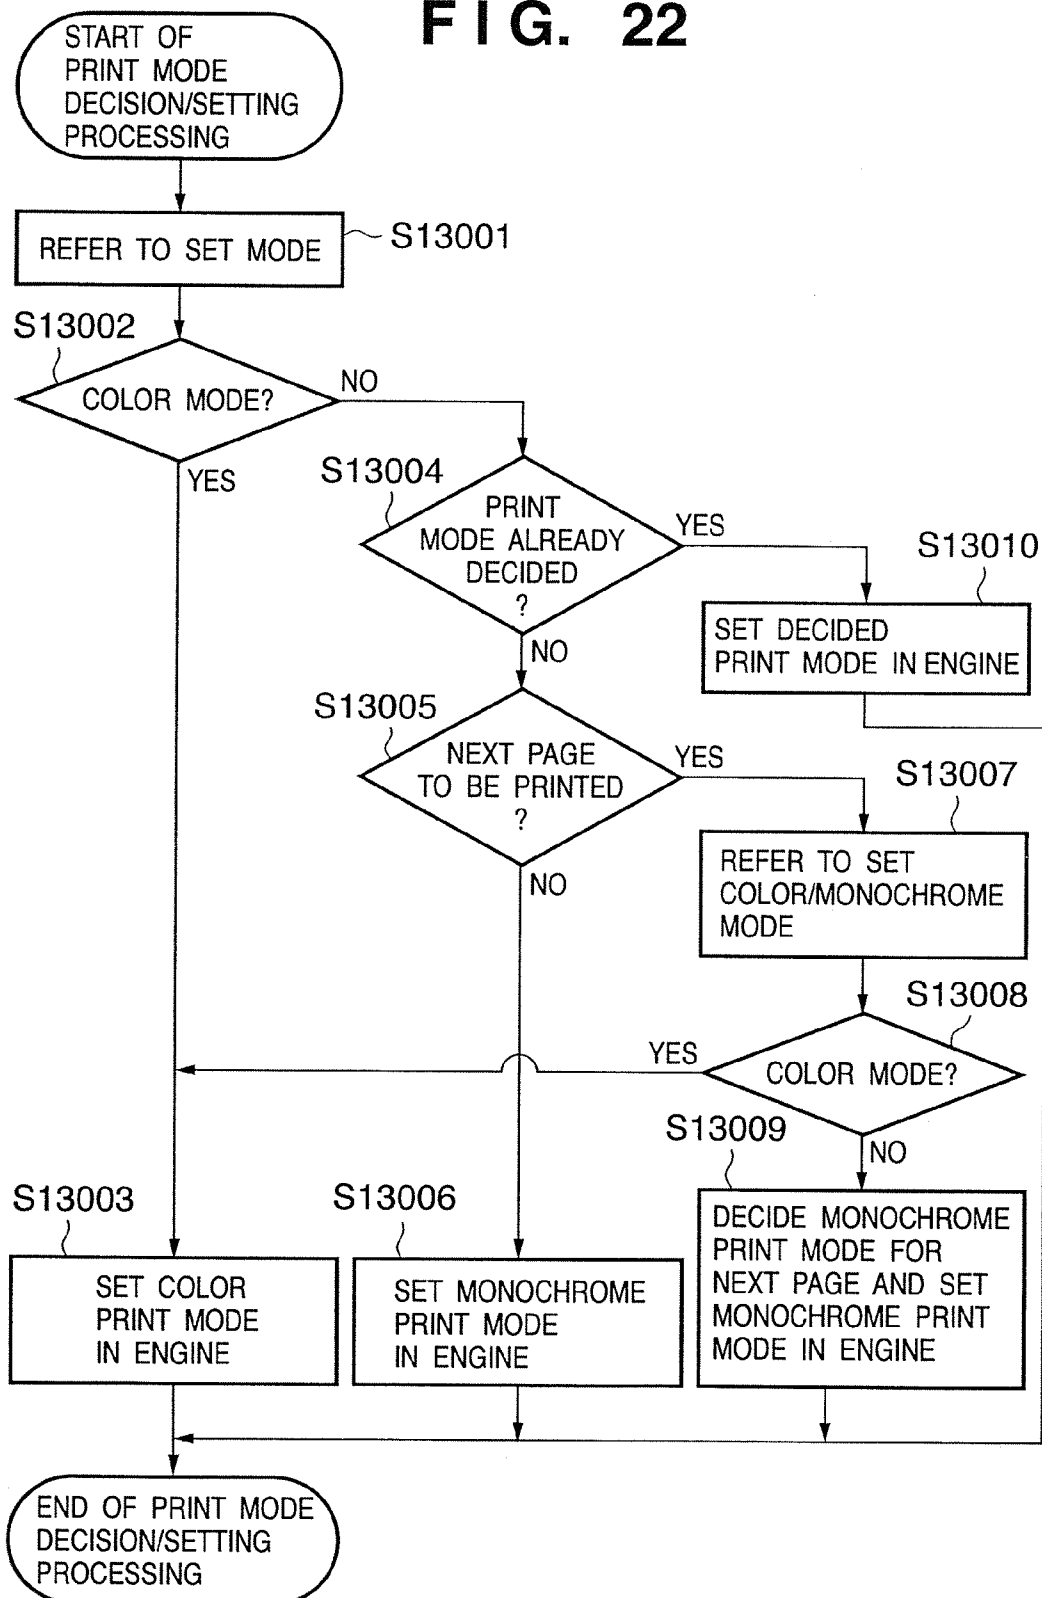 FIG. 22
START OF
PRINT MODE
DECISION/SETTING
PROCESSING
REFER TO SET MODE
S13001
S13002
COLOR MODE?
NO
YES
S13004
PRINT
MODE ALREADY
DECIDED
?
YES
NO
S13010
SET DECIDED
PRINT MODE IN ENGINE
S13005
NEXT PAGE
TO BE PRINTED
?
YES
NO
S13007
REFER TO SET
COLOR/MONOCHROME
MODE
S13008
COLOR MODE?
YES
NO
S13009
DECIDE MONOCHROME
PRINT MODE FOR
NEXT PAGE AND SET
MONOCHROME PRINT
MODE IN ENGINE
S13003
SET COLOR
PRINT MODE
IN ENGINE
S13006
SET MONOCHROME
PRINT MODE
IN ENGINE
END OF PRINT MODE
DECISION/SETTING
PROCESSING